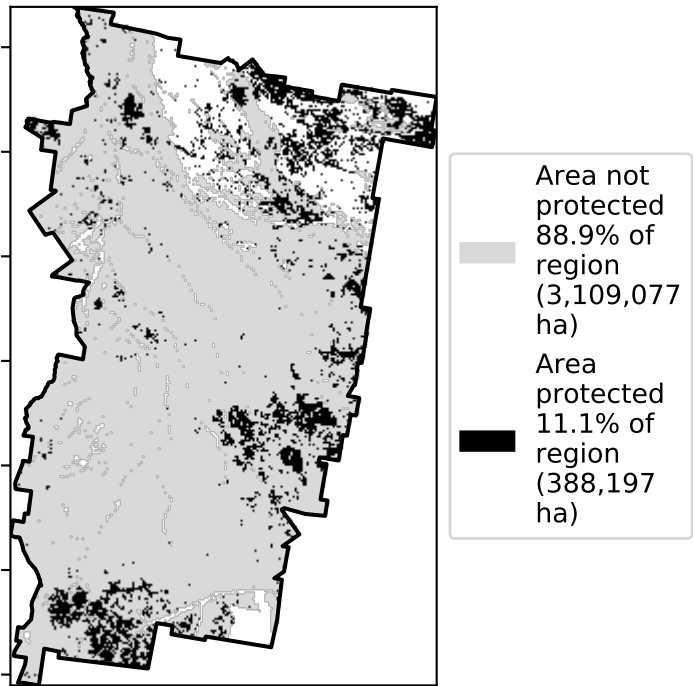 Area not
protected
88.9% of
region
(3,109,077
ha)
Area
protected
11.1% of
region
(388,197
ha)